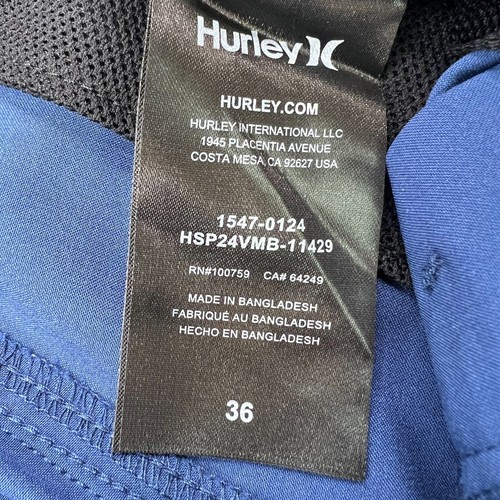 Hurley
HURLEY.COM
HURLEY INTERNATIONAL LLC
1945 PLACENTIA AVENUE
COSTA MESA, CA 92627 USA
1547-0124
HSP24VMB-11429
RN#100759 CA# 64249
MADE IN BANGLADESH
FABRIQUÉ AU BANGLADESH
HECHO EN BANGLADESH
36